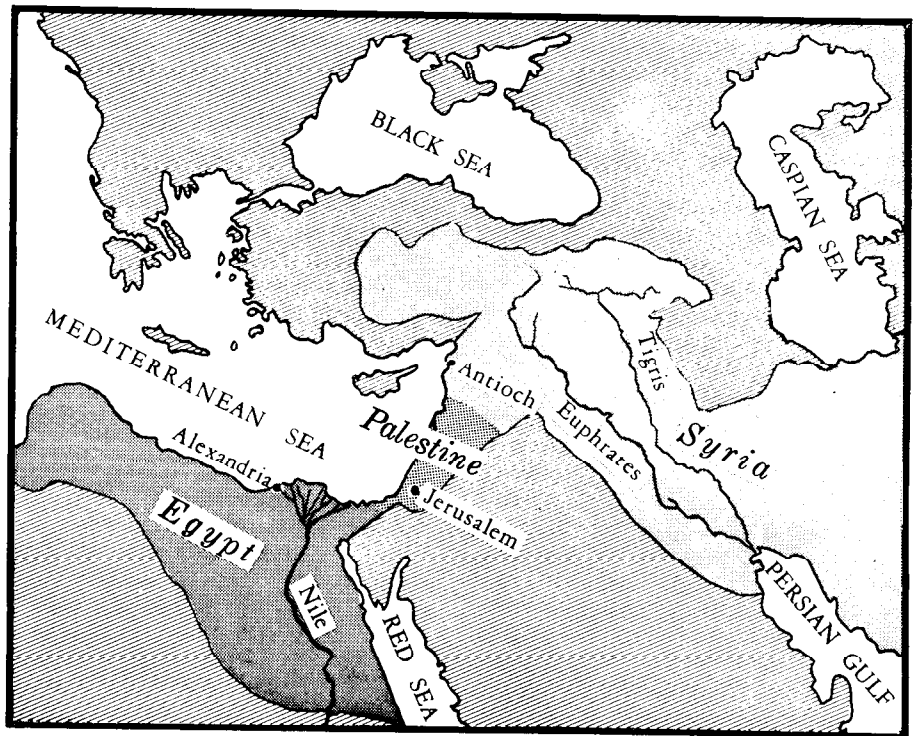 BLACK SEA
CASPIAN SEA
MEDITERRANEAN SEA
Tigris
Antioch
Euphrares
Palestine
Syria
Alexandria
Jerusalem
Egypt
Nile
RED SEA
PERSIAN GULF